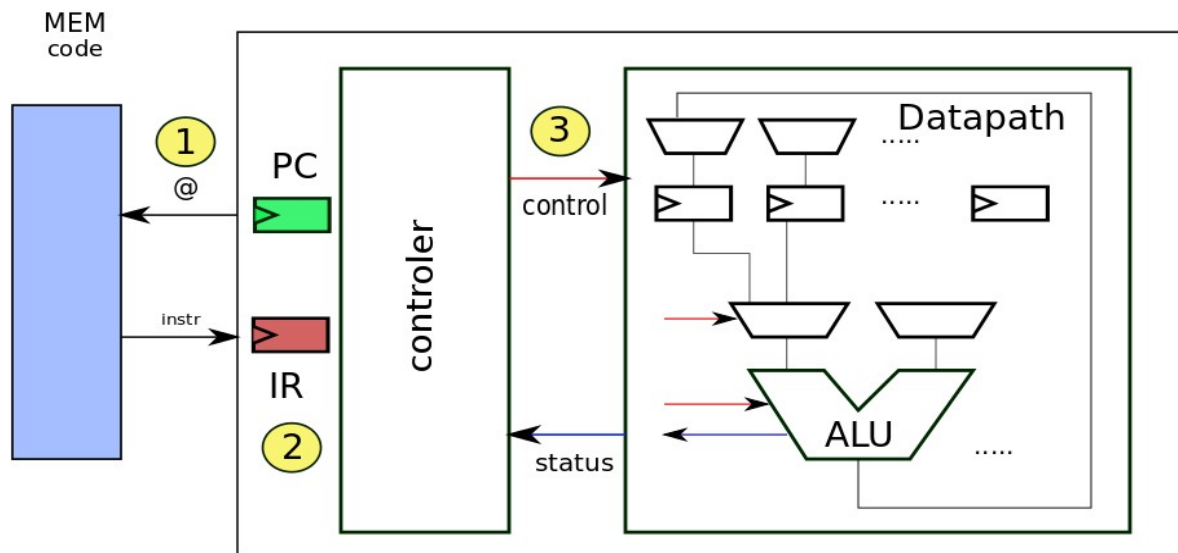 MEM
code
1
@
PC
instr
IR
2
controler
3
control
status
Datapath
.....
.....
ALU
.....